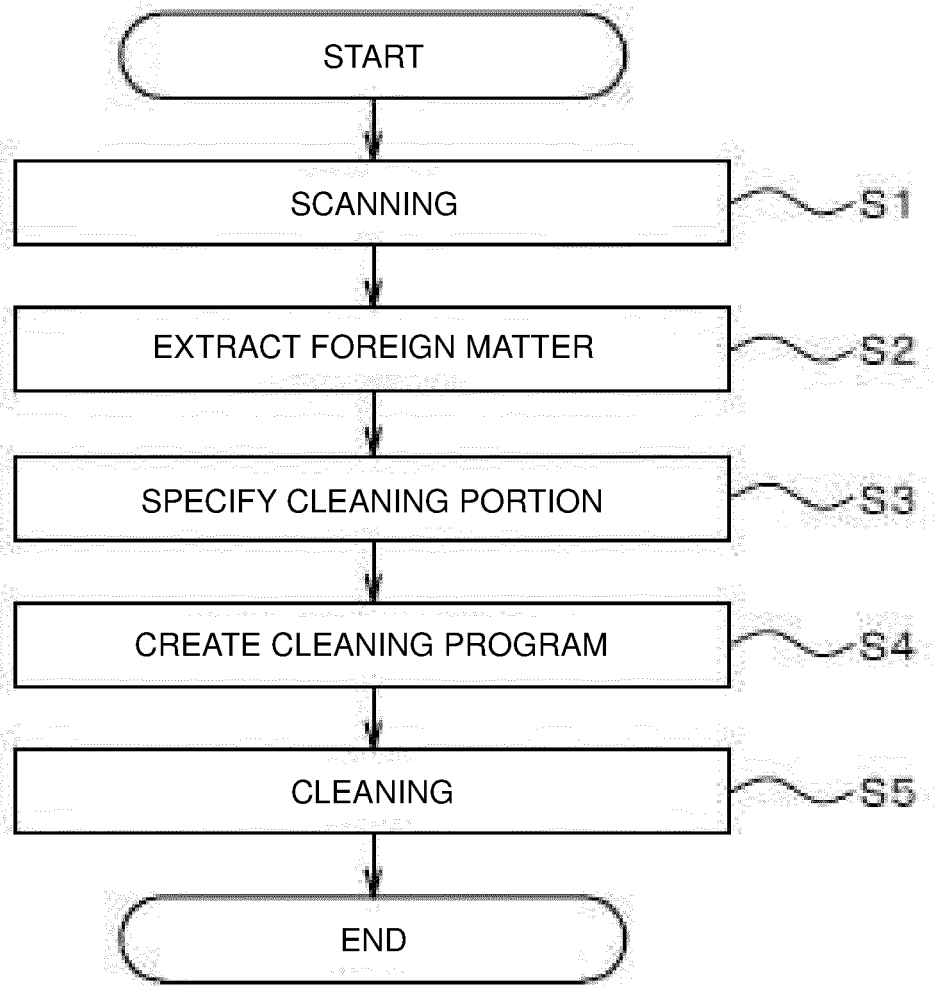 START
SCANNING S1
EXTRACT FOREIGN MATTER S2
SPECIFY CLEANING PORTION S3
CREATE CLEANING PROGRAM S4
CLEANING S5
END